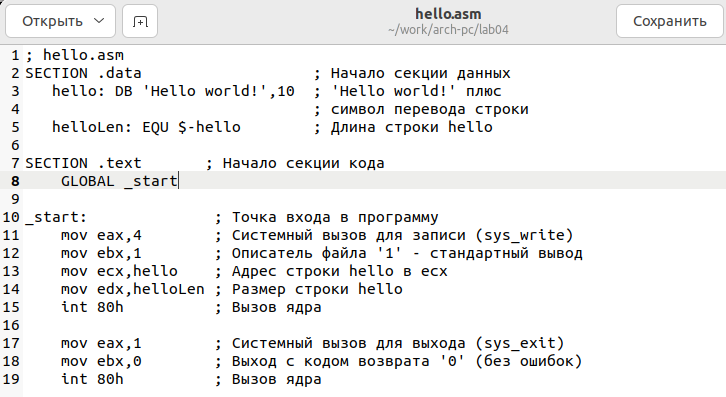 Открыть
hello.asm
~/work/arch-pc/lab04
Сохранить
1 ; hello.asm
2 SECTION .data                   ; Начало секции данных
3    hello: DB 'Hello world!',10  ; 'Hello world!' плюс
4                                 ; символ перевода строки
5    helloLen: EQU $-hello        ; Длина строки hello
6
7 SECTION .text       ; Начало секции кода
8     GLOBAL _start
9
10 _start:              ; Точка входа в программу
11     mov eax,4        ; Системный вызов для записи (sys_write)
12     mov ebx,1        ; Описатель файла '1' - стандартный вывод
13     mov ecx,hello    ; Адрес строки hello в ecx
14     mov edx,helloLen ; Размер строки hello
15     int 80h          ; Вызов ядра
16
17     mov eax,1        ; Системный вызов для выхода (sys_exit)
18     mov ebx,0        ; Выход с кодом возврата '0' (без ошибок)
19     int 80h          ; Вызов ядра